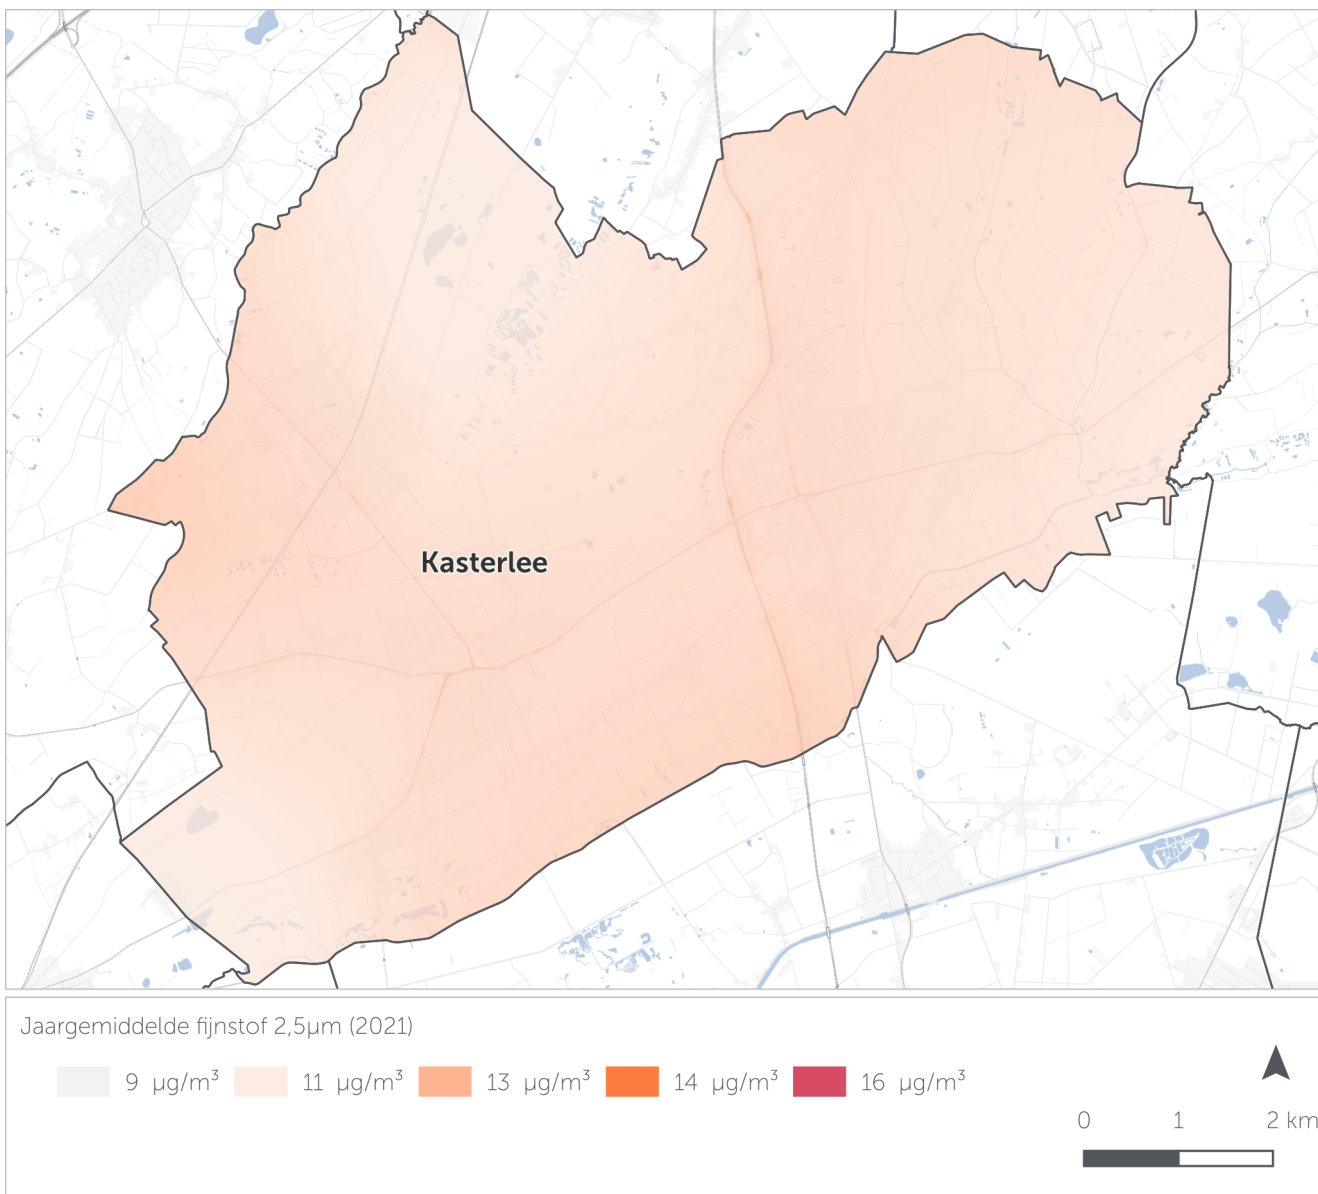 Kasterlee
Jaargemiddelde fijnstof 2,5µm (2021)
9 µg/m³ 11 µg/m³ 13 µg/m³ 14 µg/m³ 16 µg/m³
0 1 2 km